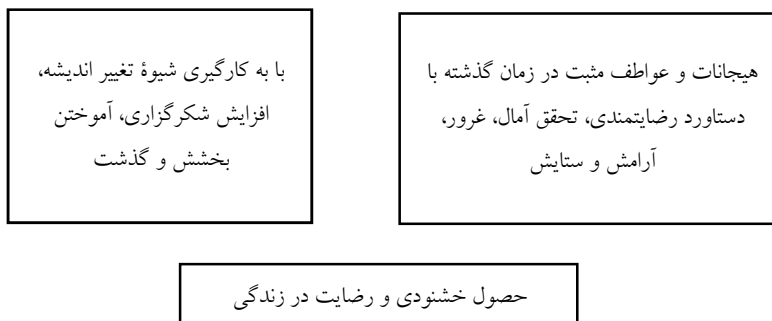 هیجانات و عواطف مثبت در زمان گذشته با
دستاورد رضایتمندی، تحقق آمال، غرور،
آرامش و ستایش
با به کارگیری شیوۀ تغییر اندیشه،
افزایش شکرگزاری، آموختن
بخشش و گذشت
حصول خشنودی و رضایت در زندگی